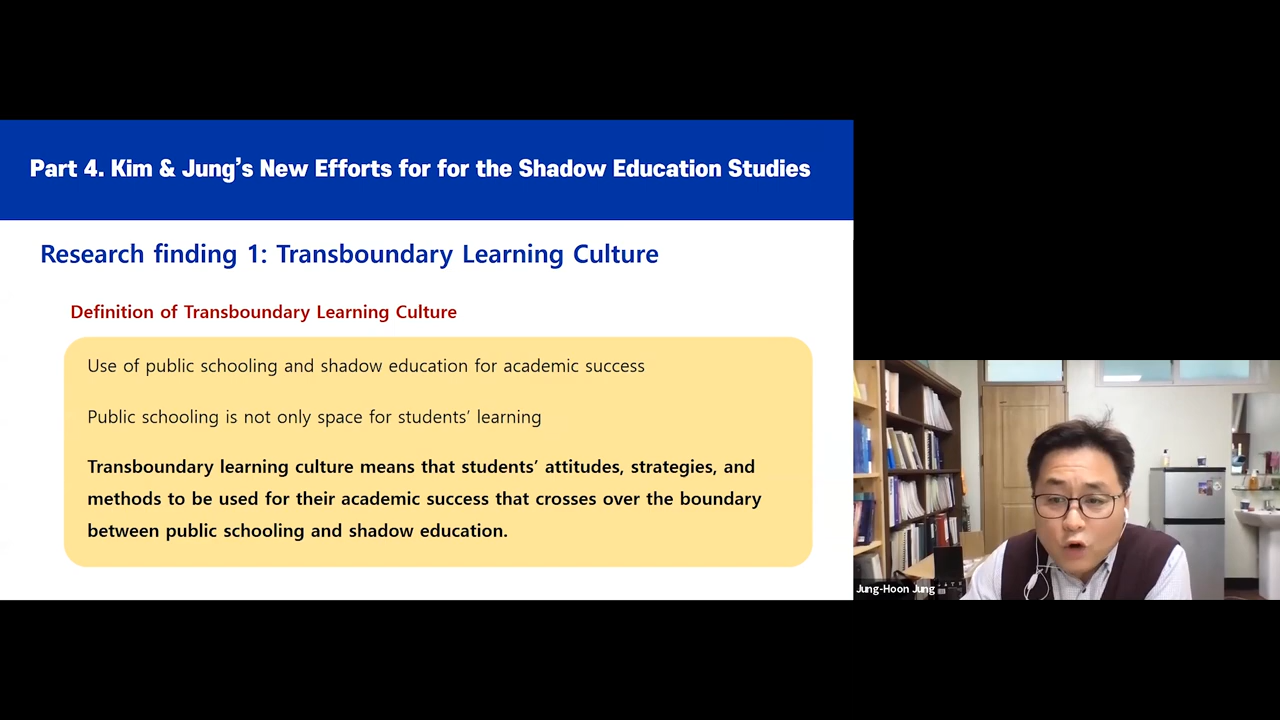 Part 4. Kim & Jung's New Efforts for for the Shadow Education Studies
Research finding 1: Transboundary Learning Culture
Definition of Transboundary Learning Culture
Use of public schooling and shadow education for academic success
Public schooling is not only space for students' learning
Transboundary learning culture means that students' attitudes, strategies, and
methods to be used for their academic success that crosses over the boundary
between public schooling and shadow education.
Jung-Hoon Jung